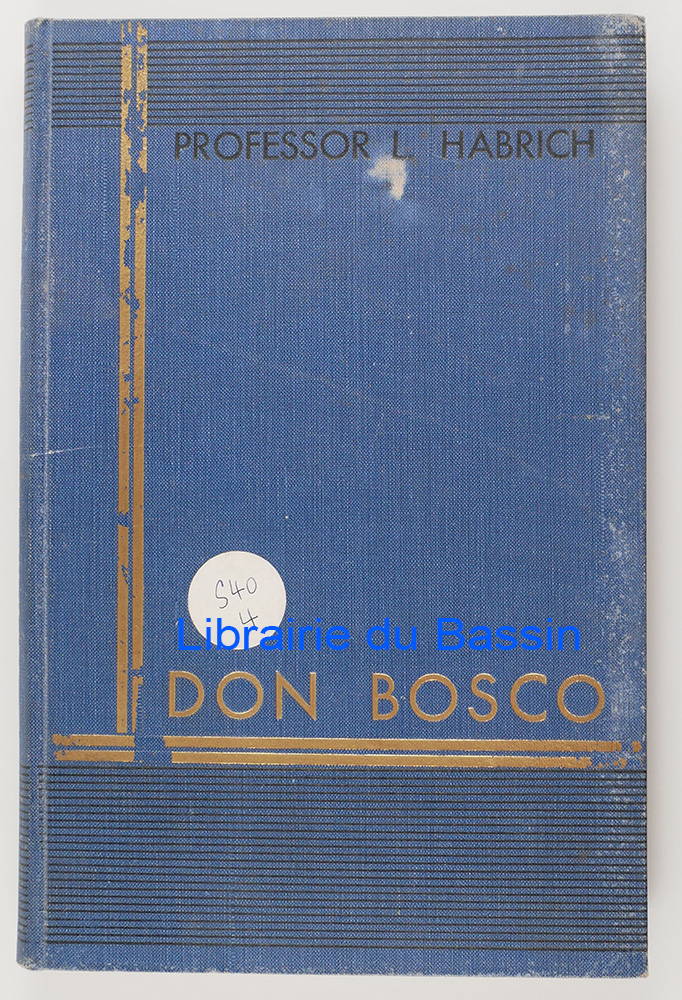 PROFESSOR L. HABRICH
S40
4
Librairie du Bassin
DON BOSCO